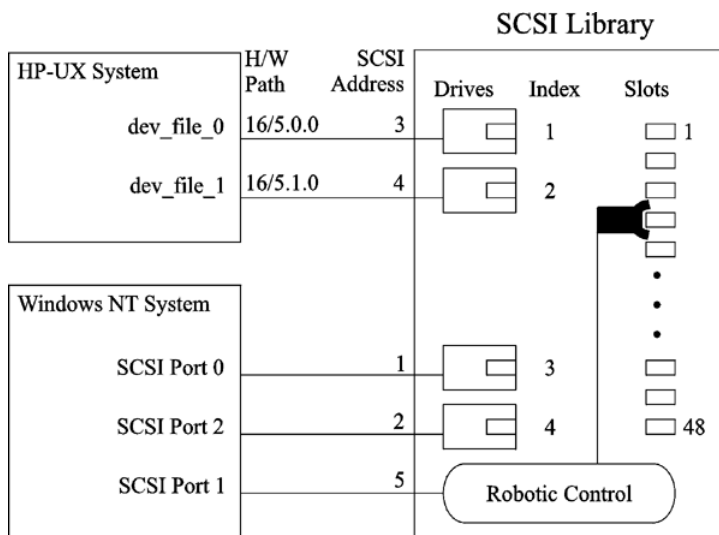 SCSI Library
H/W Path
SCSI Address
HP-UX System
Drives Index Slots
dev_file_0 16/5.0.0 3 1 1
dev_file_1 16/5.1.0 4 2
Windows NT System
SCSI Port 0 1 3
SCSI Port 2 2 4 48
SCSI Port 1 5 Robotic Control